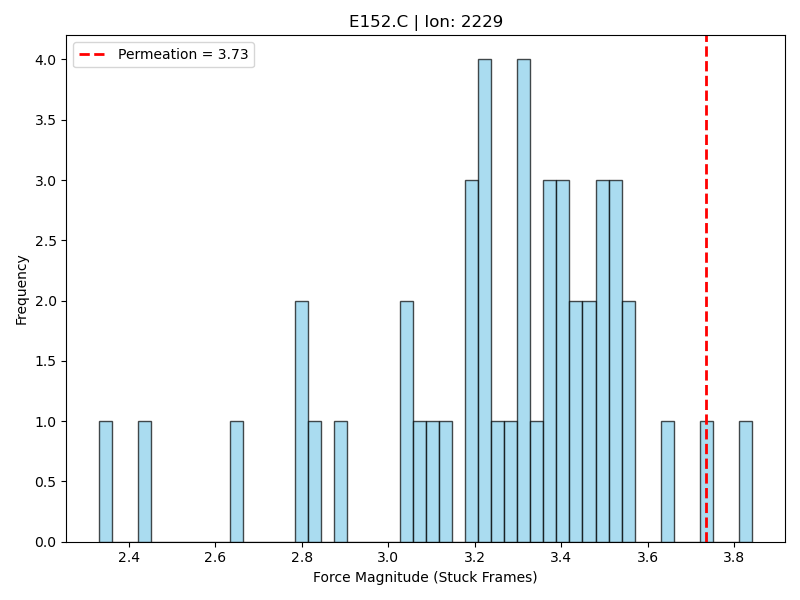 E152.C | Ion: 2229
Permeation = 3.73
4.0
3.5
3.0
2.5
2.0
1.5
1.0
0.5
0.0
Frequency
2.4 2.6 2.8 3.0 3.2 3.4 3.6 3.8
Force Magnitude (Stuck Frames)